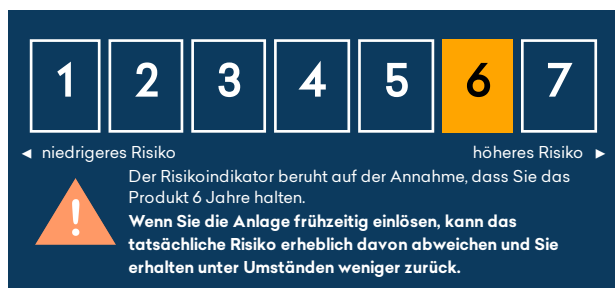 1 2 3 4 5 6 7
◄ niedrigeres Risiko höheres Risiko ►
Der Risikoindikator beruht auf der Annahme, dass Sie das
Produkt 6 Jahre halten.
!
Wenn Sie die Anlage frühzeitig einlösen, kann das
tatsächliche Risiko erheblich davon abweichen und Sie
erhalten unter Umständen weniger zurück.